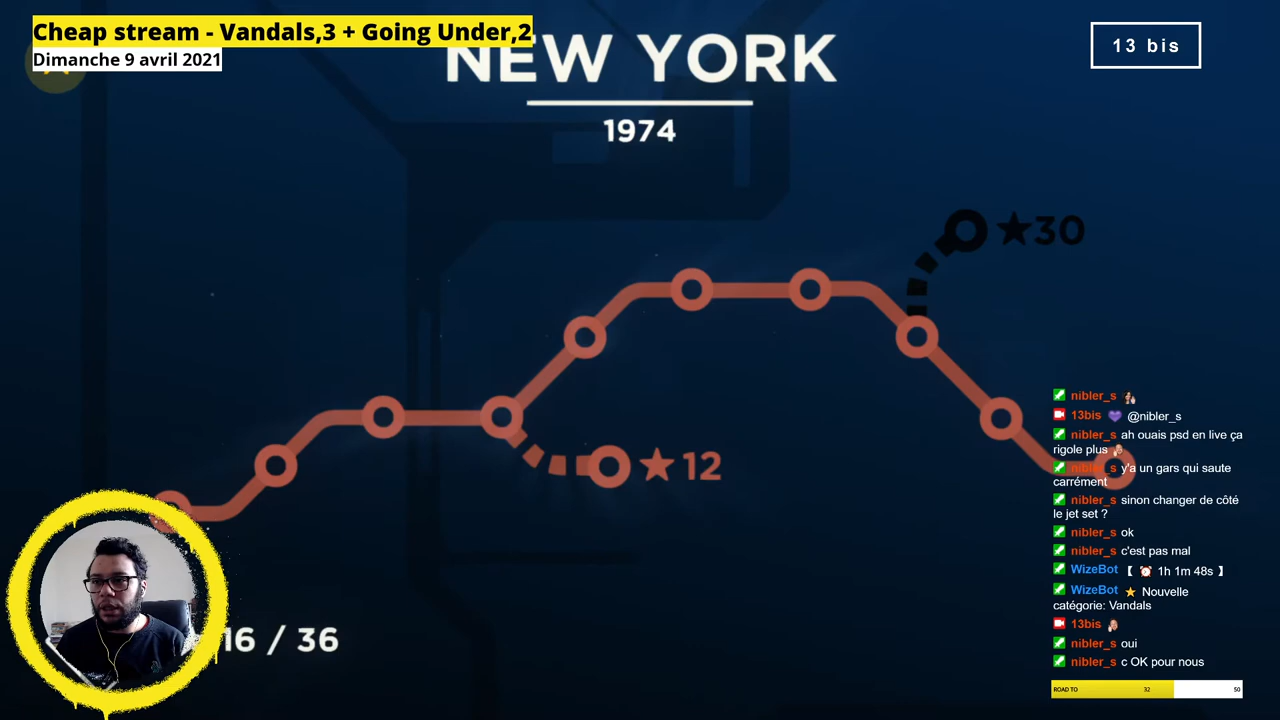 Cheap stream - Vandals,3 + Going Under,2
Dimanche 9 avril 2021
NEW YORK
1974
13 bis
★30
★12
16 / 36
nibler_s
13bis @nibler_s
nibler_s ah ouais psd en live ça
rigole plus
nibler_s y'a un gars qui saute
carrément
nibler_s sinon changer de côté
le jet set ?
nibler_s ok
nibler_s c'est pas mal
WizeBot 【 ⏰ 1h 1m 48s 】
WizeBot ⭐ Nouvelle
catégorie: Vandals
13bis
nibler_s oui
nibler_s c OK pour nous
ROAD TO 32 50